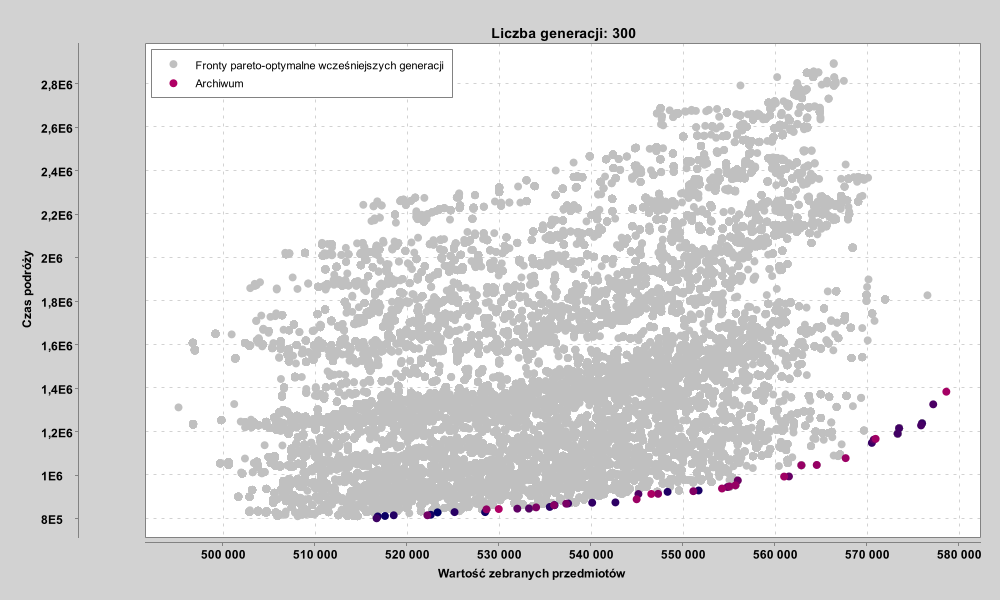 Liczba generacji: 300
Fronty pareto-optymalne wcześniejszych generacji
Archiwum
Czas podróży
2,8E6
2,6E6
2,4E6
2,2E6
2E6
1,8E6
1,6E6
1,4E6
1,2E6
1E6
8E5
500 000 510 000 520 000 530 000 540 000 550 000 560 000 570 000 580 000
Wartość zebranych przedmiotów